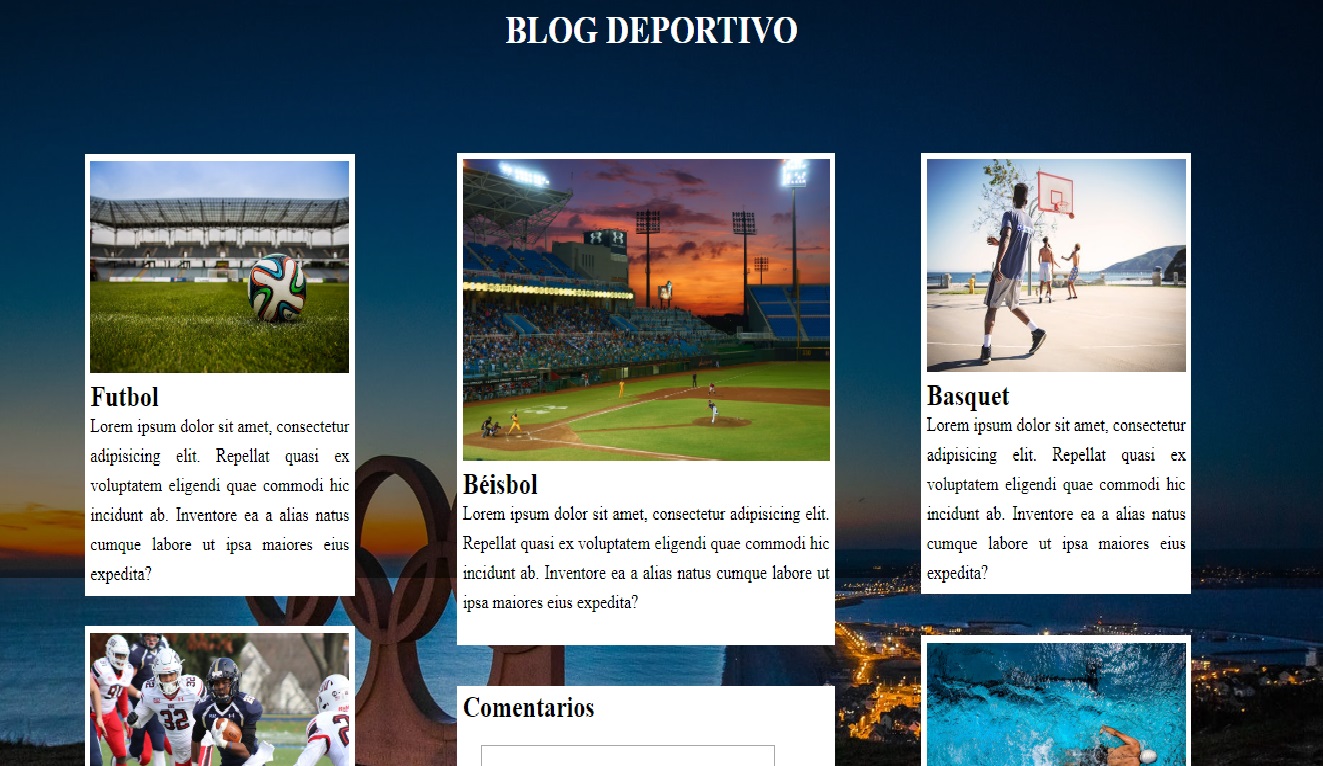 BLOG DEPORTIVO
Futbol
Lorem ipsum dolor sit amet, consectetur
adipisicing elit. Repellat quasi ex
voluptatem eligendi quae commodi hic
incidunt ab. Inventore ea a alias natus
cumque labore ut ipsa maiores eius
expedita?
32
Béisbol
Lorem ipsum dolor sit amet, consectetur adipisicing elit.
Repellat quasi ex voluptatem eligendi quae commodi hic
incidunt ab. Inventore ea a alias natus cumque labore ut
ipsa maiores eius expedita?
Comentarios
Basquet
Lorem ipsum dolor sit amet, consectetur
adipisicing elit. Repellat quasi ex
voluptatem eligendi quae commodi hic
incidunt ab. Inventore ea a alias natus
cumque labore ut ipsa maiores eius
expedita?